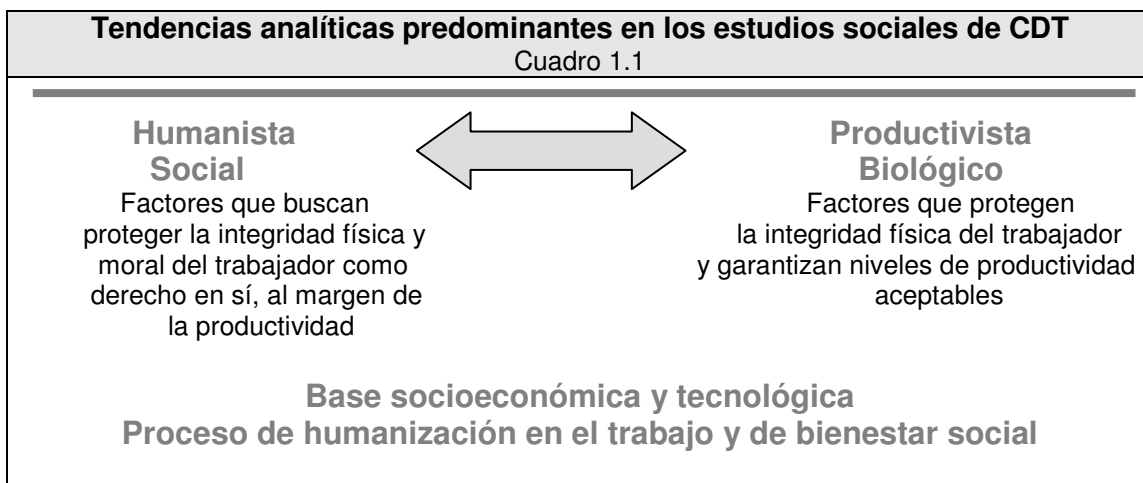 Tendencias analíticas predominantes en los estudios sociales de CDT
Cuadro 1.1
Humanista
Social
Factores que buscan
proteger la integridad física y
moral del trabajador como
derecho en sí, al margen de
la productividad
Productivista
Biológico
Factores que protegen
la integridad física del trabajador
y garantizan niveles de productividad
aceptables
Base socioeconómica y tecnológica
Proceso de humanización en el trabajo y de bienestar social